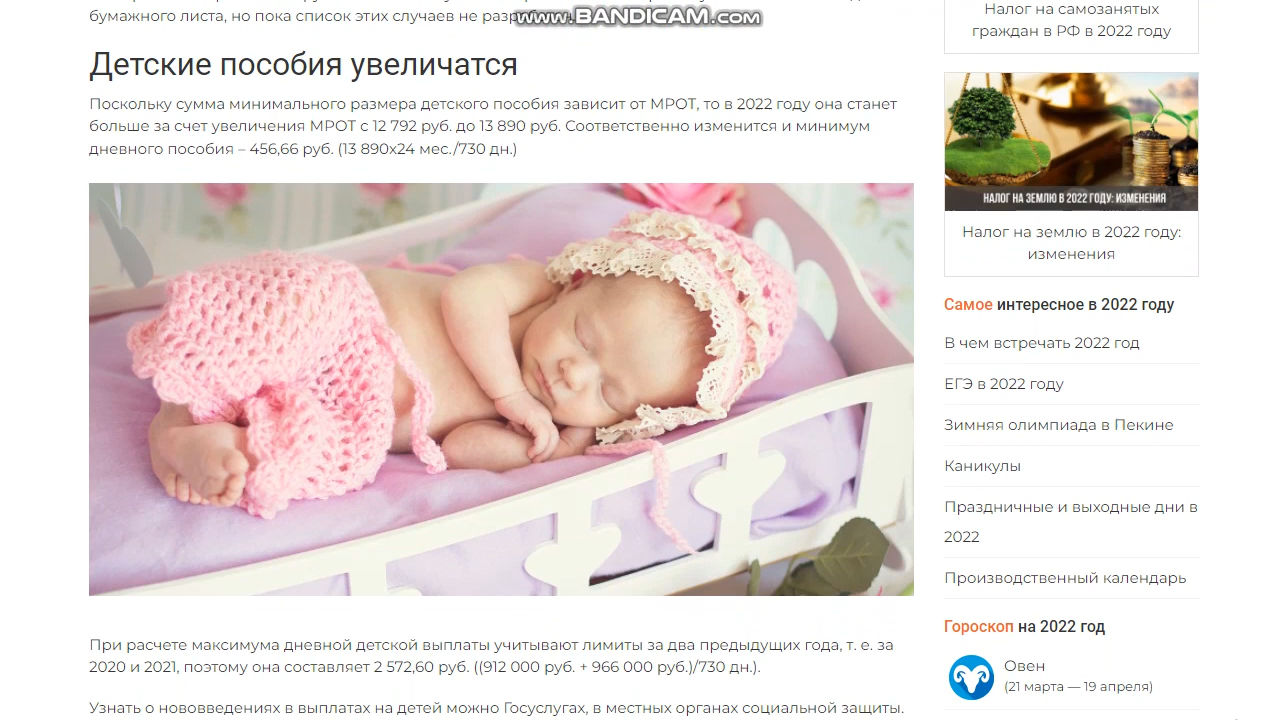 бумажного листа, но пока список этих случаев не
www.BANDICAM.com
Детские пособия увеличатся
Поскольку сумма минимального размера детского пособия зависит от МРОТ, то в 2022 году она станет
больше за счет увеличения МРОТ с 12 792 руб. до 13 890 руб. Соответственно изменится и минимум
дневного пособия – 456,66 руб. (13 890х24 мес./730 дн.)
При расчете максимума дневной детской выплаты учитывают лимиты за два предыдущих года, т. е. за
2020 и 2021, поэтому она составляет 2 572,60 руб. ((912 000 руб. + 966 000 руб.)/730 дн.).
Узнать о нововведениях в выплатах на детей можно Госуслугах, в местных органах социальной защиты.
Налог на самозанятых
граждан в РФ в 2022 году
НАЛОГ НА ЗЕМЛЮ В 2022 ГОДУ: ИЗМЕНЕНИЯ
Налог на землю в 2022 году:
изменения
Самое интересное в 2022 году
В чем встречать 2022 год
ЕГЭ в 2022 году
Зимняя олимпиада в Пекине
Каникулы
Праздничные и выходные дни в
2022
Производственный календарь
Гороскоп на 2022 год
Овен
(21 марта — 19 апреля)